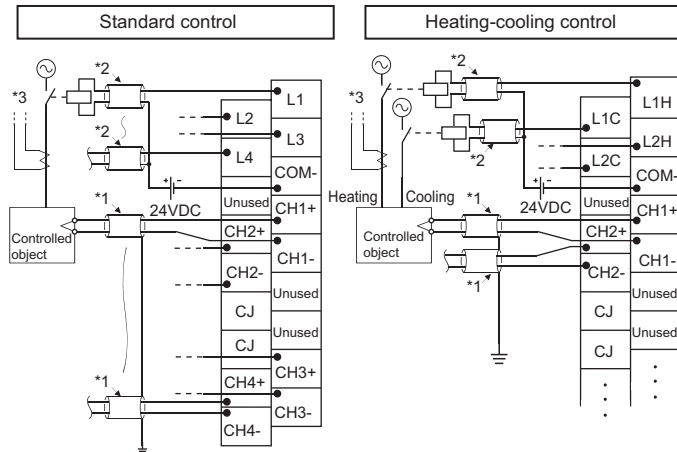 Standard control
*2
*3
*2
L1
L2
L3
L4
COM-
Unused
24VDC
CH1+
*1
Controlled
object
CH2+
CH1-
CH2-
Unused
CJ
Unused
CJ
CH3+
*1
CH4+
CH3-
CH4-
Heating-cooling control
*2
*3
*2
L1H
L1C
L2H
L2C
COM-
Heating
Cooling
Unused
24VDC
CH1+
*1
Controlled
object
CH2+
CH1-
*1
CH2-
Unused
CJ
Unused
CJ